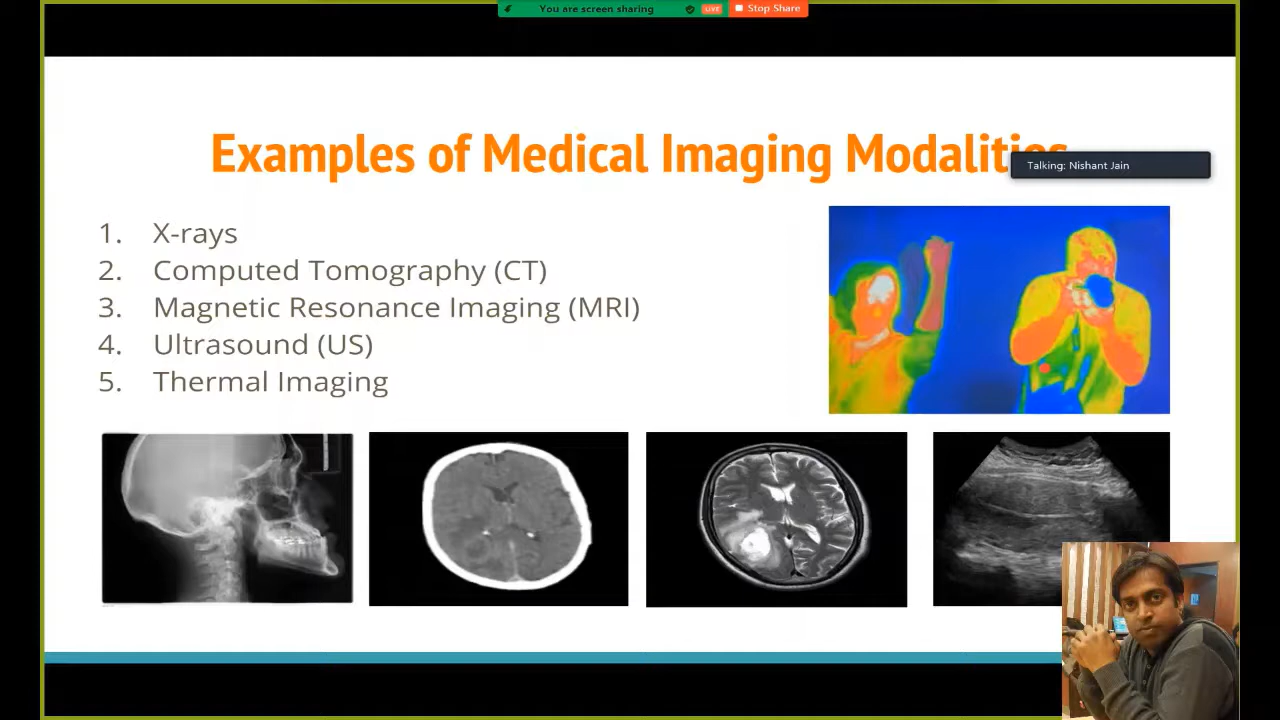 You are screen sharing LIVE Stop Share
Examples of Medical Imaging Modalities
Talking: Nishant Jain
1. X-rays
2. Computed Tomography (CT)
3. Magnetic Resonance Imaging (MRI)
4. Ultrasound (US)
5. Thermal Imaging